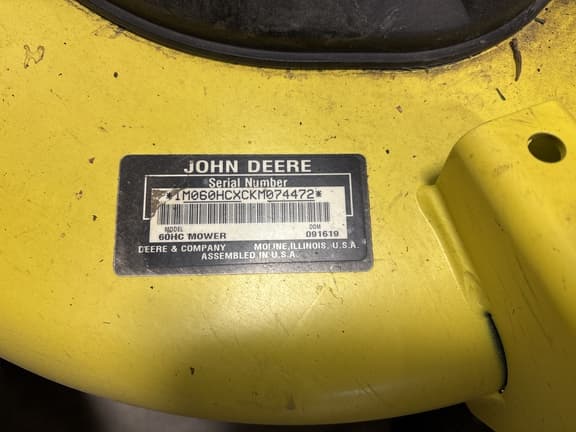 JOHN DEERE
Serial Number
*1M060HCXCKM074472*
MODEL DOM
60HC MOWER 091619
DEERE & COMPANY MOLINE, ILLINOIS, U.S.A.
ASSEMBLED IN U.S.A.